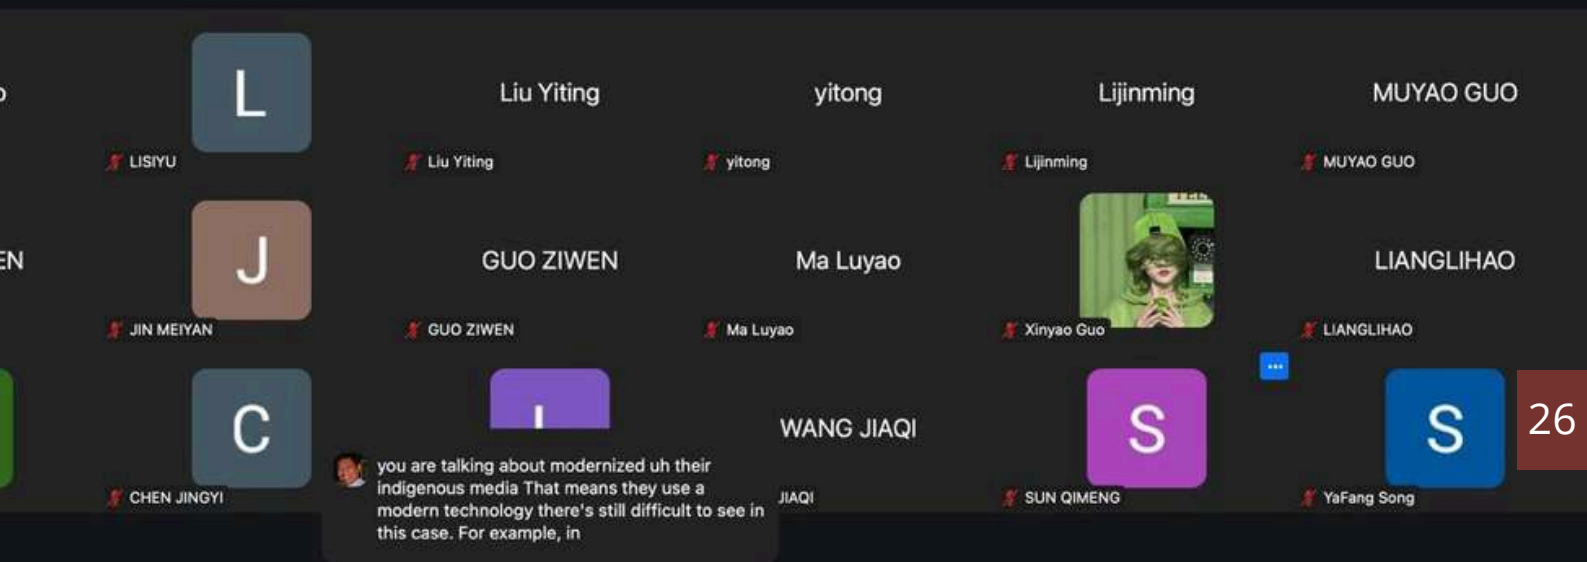 L
Liu Yiting
yitong
Lijinming
MUYAO GUO
LISIYU
Liu Yiting
yitong
Lijinming
MUYAO GUO
EN
J
GUO ZIWEN
Ma Luyao
LIANGLIHAO
JIN MEIYAN
GUO ZIWEN
Ma Luyao
Xinyao Guo
LIANGLIHAO
C
WANG JIAQI
S
S
26
you are talking about modernized uh their
indigenous media That means they use a
modern technology there's still difficult to see in
this case. For example, in
CHEN JINGYI
JIAQI
SUN QIMENG
YaFang Song